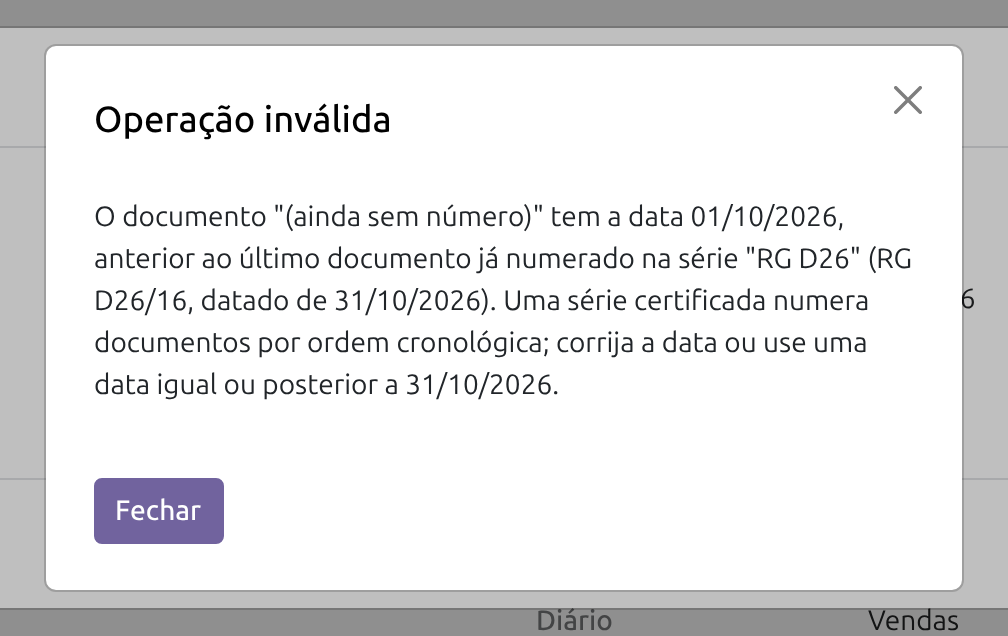 Operação inválida
O documento "(ainda sem número)" tem a data 01/10/2026,
anterior ao último documento já numerado na série "RG D26" (RG
D26/16, datado de 31/10/2026). Uma série certificada numera
6
documentos por ordem cronológica; corrija a data ou use uma
data igual ou posterior a 31/10/2026.
Fechar
Diário Vendas